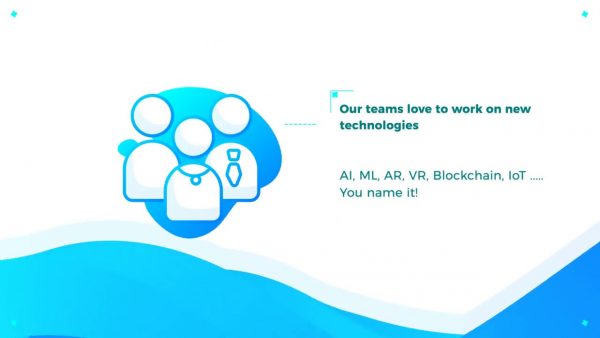 Our teams love to work on new
technologies
AI, ML, AR, VR, Blockchain, IoT .....
You name it!